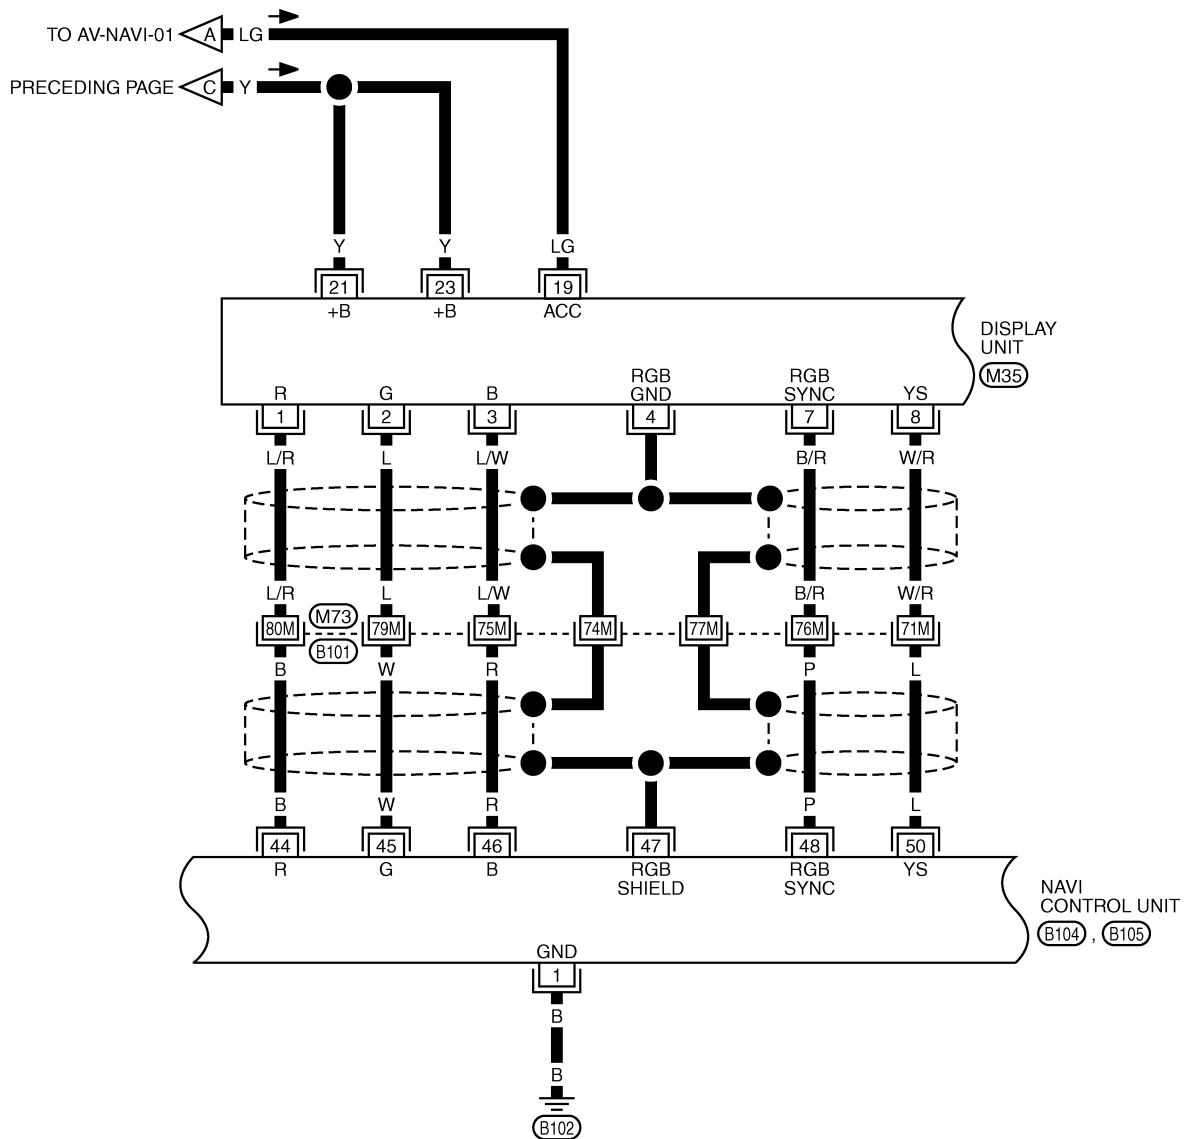 TO AV-NAVI-01 A LG
PRECEDING PAGE C Y
Y Y LG
21 23 19
+B +B ACC
DISPLAY
UNIT
M35
RGB RGB
R G B GND SYNC YS
1 2 3 4 7 8
L/R L L/W B/R W/R
L/R L L/W B/R W/R
M73
80M 79M 75M 74M 77M 76M 71M
B101
B W R P L
B W R P L
44 45 46 47 48 50
R G B RGB RGB YS
SHIELD SYNC
NAVI
CONTROL UNIT
B104 , B105
GND
1
B
B
B102